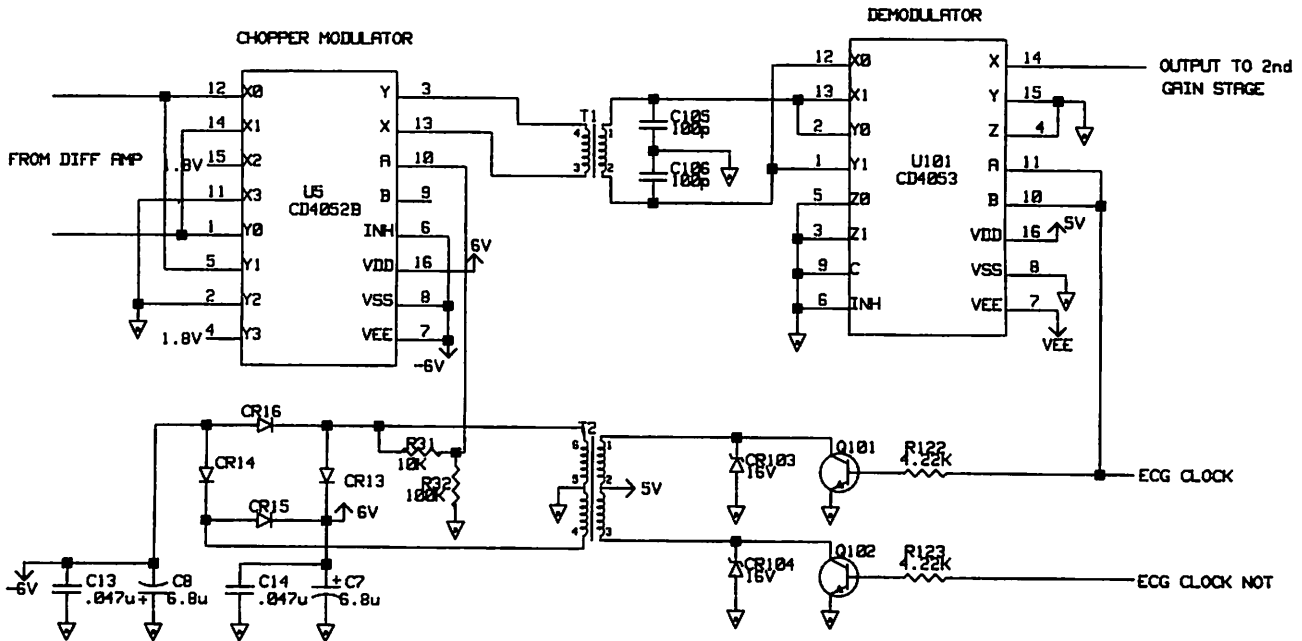 DEMODULATOR
CHOPPER MODULATOR
12 X0 X 14
OUTPUT TO 2nd
GAIN STAGE
13 X1 Y 15
2 Y0 Z 4
1 Y1 A 11
5 Z0 B 10
3 Z1 VDD 16 5V
9 C VSS 8
6 INH VEE 7
VEE
U101
CD4053
12 X0 Y 3
14 X1 X 13
FROM DIFF AMP
1.8V 15 X2 A 10
11 X3 B 9
U5
CD4052B
1 Y0 INH 6
5 Y1 VDD 16 6V
2 Y2 VSS 8
1.8V 4 Y3 VEE 7
-6V
T1
4 1
3 2
C105
100p
C106
100p
CR16
CR14
CR13
CR15
6V
R31
10K
R32
100K
T2
6 1
5 2
4 3
5V
CR103
16V
Q101
R122
4.22K
ECG CLOCK
CR104
16V
Q102
R123
4.22K
ECG CLOCK NOT
-6V
C13
.047u
+
C8
6.8u
C14
.047u
+
C7
6.8u